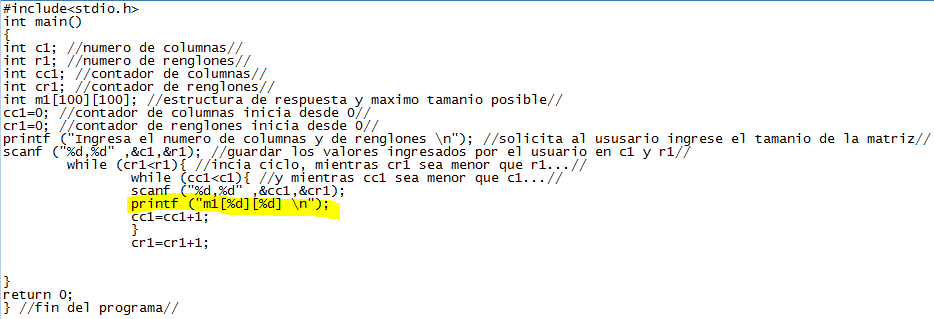 #include<stdio.h>
int main()
{
int c1; //numero de columnas//
int r1; //numero de renglones//
int cc1; //contador de columnas//
int cr1; //contador de renglones//
int m1[100][100]; //estructura de respuesta y maximo tamanio posible//
cc1=0; //contador de columnas inicia desde 0//
cr1=0; //contador de renglones inicia desde 0//
printf ("Ingresa el numero de columnas y de renglones \n"); //solicita al ususario ingrese el tamanio de la matriz//
scanf ("%d,%d" ,&c1,&r1); //guardar los valores ingresados por el usuario en c1 y r1//
while (cr1<r1){ //incia ciclo, mientras cr1 sea menor que r1...//
while (cc1<c1){ //y mientras cc1 sea menor que c1...//
scanf ("%d,%d" ,&cc1,&cr1);
printf ("m1[%d][%d] \n");
cc1=cc1+1;
}
cr1=cr1+1;
}
return 0;
} //fin del programa//